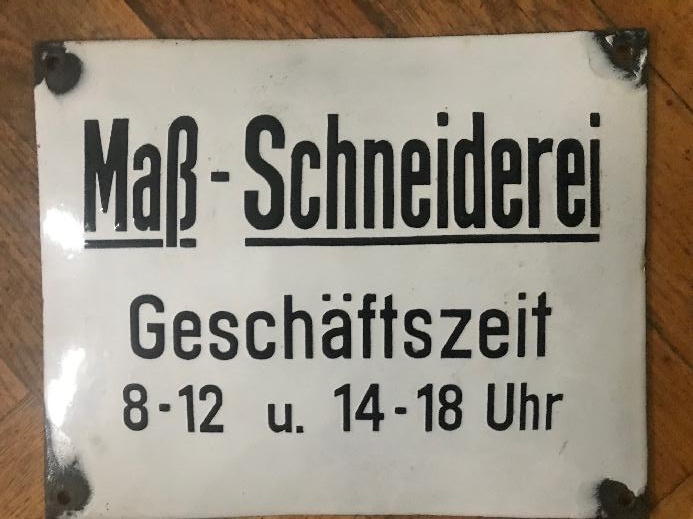 Maß-Schneiderei
Geschäftszeit
8-12 u. 14-18 Uhr